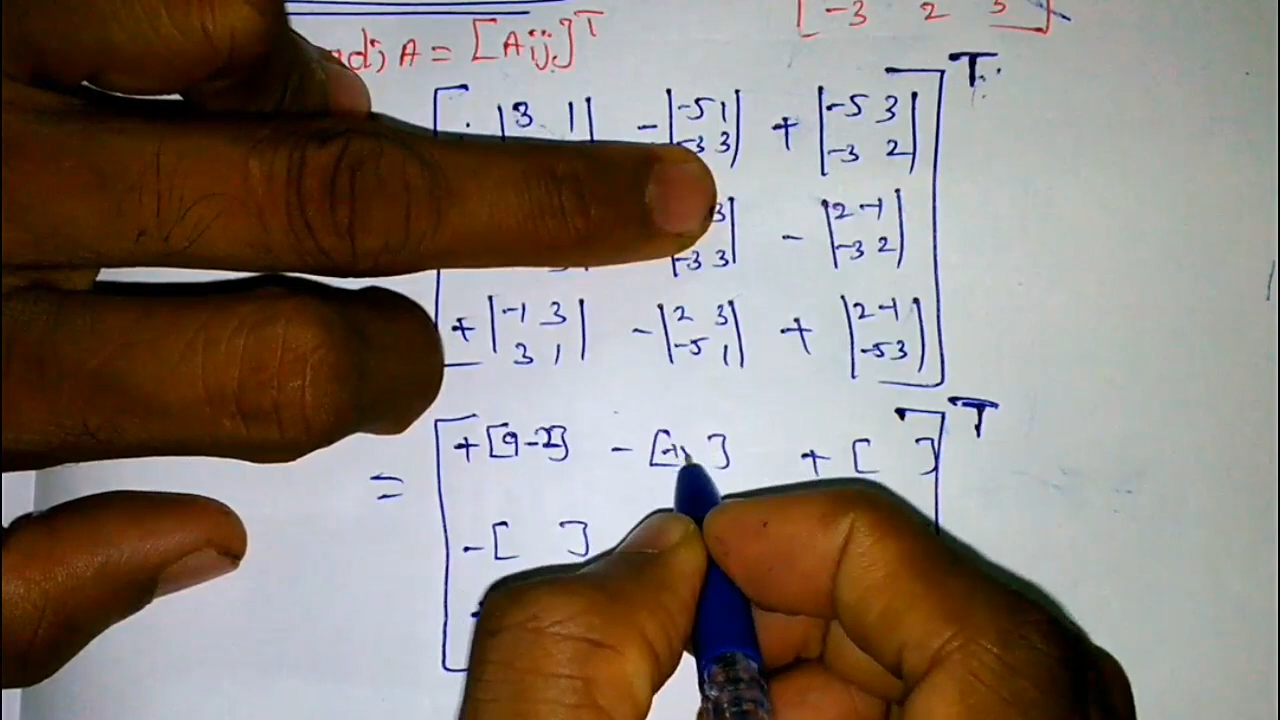 [-3 2 3]
adj A = [Aij]^T
|3 1| -|-5 1| + |-5 3| T
-3 3 -3 2
3| - |2 -1|
|-3 3| |-3 2|
+ |-1 3| - |2 3| + |2 -1|
3 1 -5 1 -5 3
= +[9-2] - [ ] + [ ] T
- [ ]